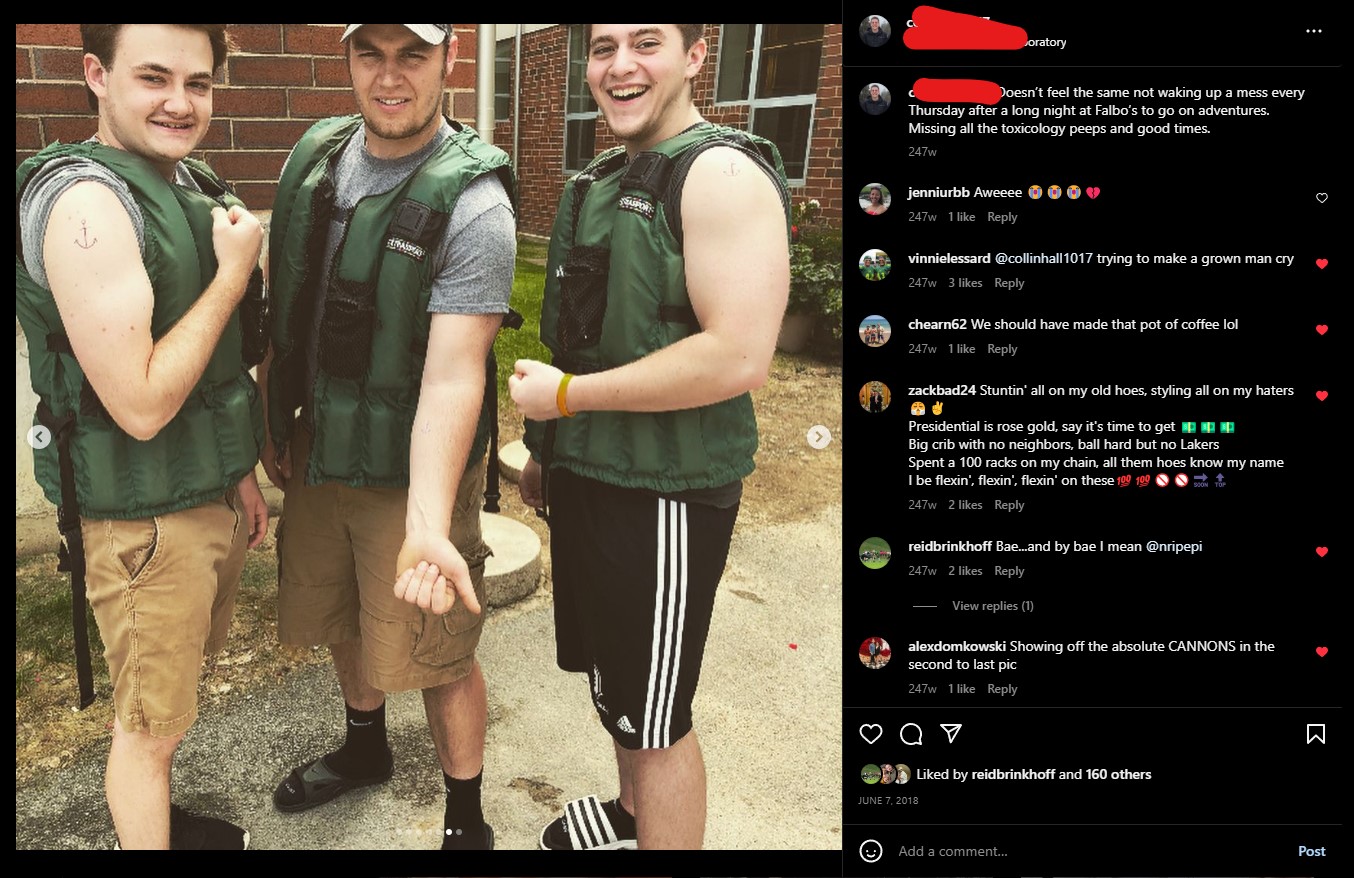 oratory
Doesn't feel the same not waking up a mess every
Thursday after a long night at Falbo's to go on adventures.
Missing all the toxicology peeps and good times.
247w
jenniurbb Aweeee 😭 😭 😭 💔
247w 1 like Reply
vinnielessard @collinhall1017 trying to make a grown man cry
247w 3 likes Reply
chearn62 We should have made that pot of coffee lol
247w 1 like Reply
zackbad24 Stuntin' all on my old hoes, styling all on my haters
😤 ✌
Presidential is rose gold, say it's time to get 💵 💵 💵
Big crib with no neighbors, ball hard but no Lakers
Spent a 100 racks on my chain, all them hoes know my name
I be flexin', flexin', flexin' on these 💯 💯 🚫 🚫 🔜 🔝
247w 2 likes Reply
reidbrinkhoff Bae...and by bae I mean @nripepi
247w 2 likes Reply
View replies (1)
alexdomkowski Showing off the absolute CANNONS in the
second to last pic
247w 1 like Reply
Liked by reidbrinkhoff and 160 others
JUNE 7, 2018
Add a comment... Post